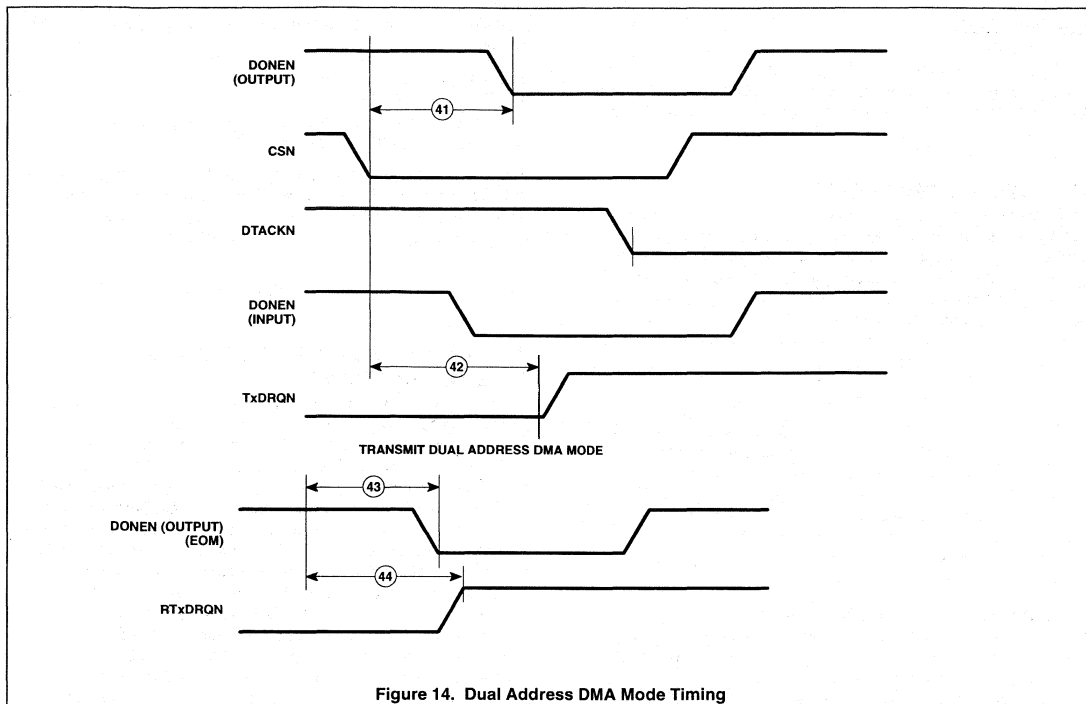 DONEN
(OUTPUT)
41
CSN
DTACKN
DONEN
(INPUT)
42
TxDRQN
TRANSMIT DUAL ADDRESS DMA MODE
43
DONEN (OUTPUT)
(EOM)
44
RTxDRQN
Figure 14. Dual Address DMA Mode Timing